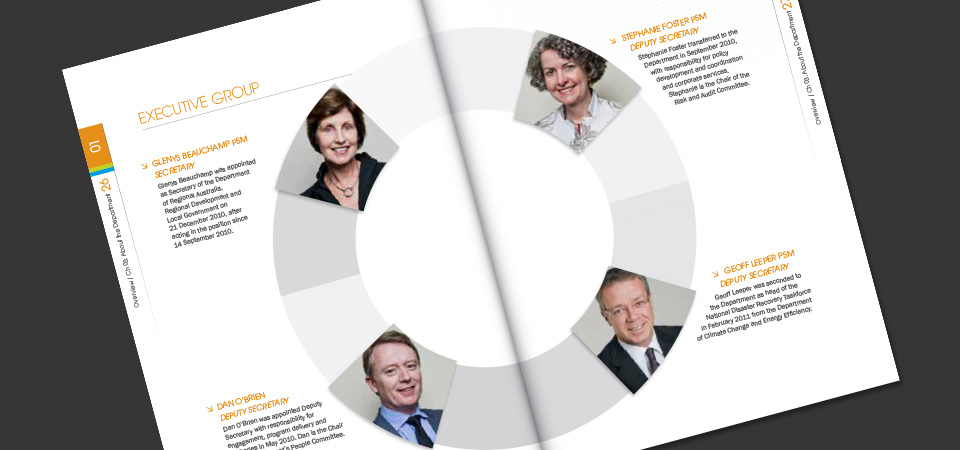 EXECUTIVE GROUP
01
26
Overview / Ch 03. About the Department
GLENYS BEAUCHAMP PSM
SECRETARY
Glenys Beauchamp was appointed
as Secretary of the Department
of Regional Australia,
Regional Development and
Local Government on
21 December 2010, after
acting in the position since
14 September 2010.
DAN O'BRIEN
DEPUTY SECRETARY
Dan O'Brien was appointed Deputy
Secretary with responsibility for
engagement, program delivery and
in May 2010. Dan is the Chair
People Committee.
STEPHANIE FOSTER PSM
DEPUTY SECRETARY
Stephanie Foster transferred to the
Department in September 2010,
with responsibility for policy
development and coordination
and corporate services.
Stephanie is the Chair of the
Risk and Audit Committee.
GEOFF LEEPER PSM
DEPUTY SECRETARY
Geoff Leeper was seconded to
the Department as head of the
National Disaster Recovery Taskforce
in February 2011 from the Department
of Climate Change and Energy Efficiency.
Overview / Ch 03. About the Department